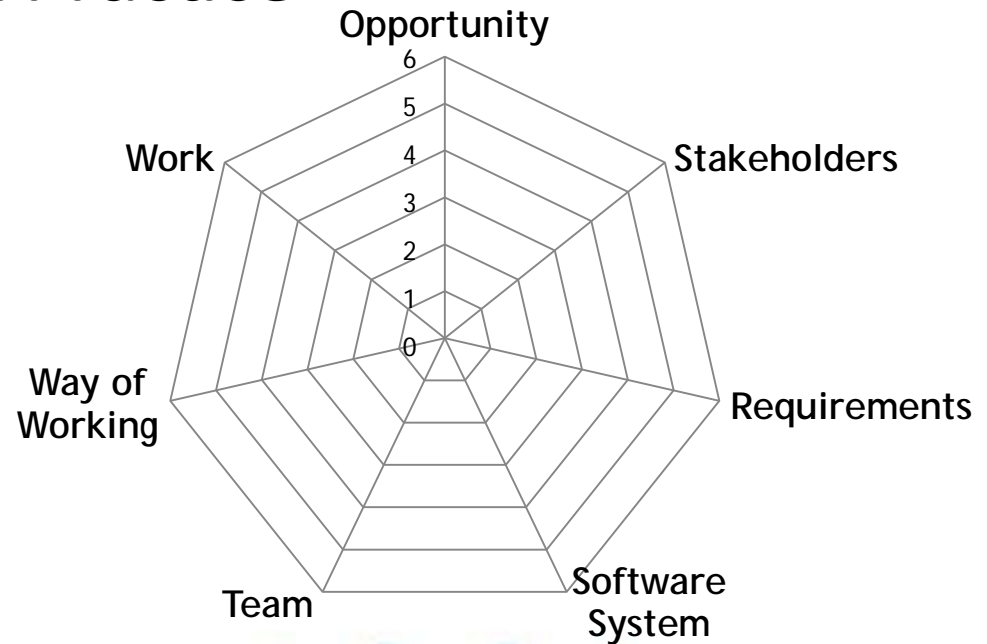 Opportunity
6
5
4
3
2
1
0
Work
Stakeholders
Way of
Working
Requirements
Team
Software
System